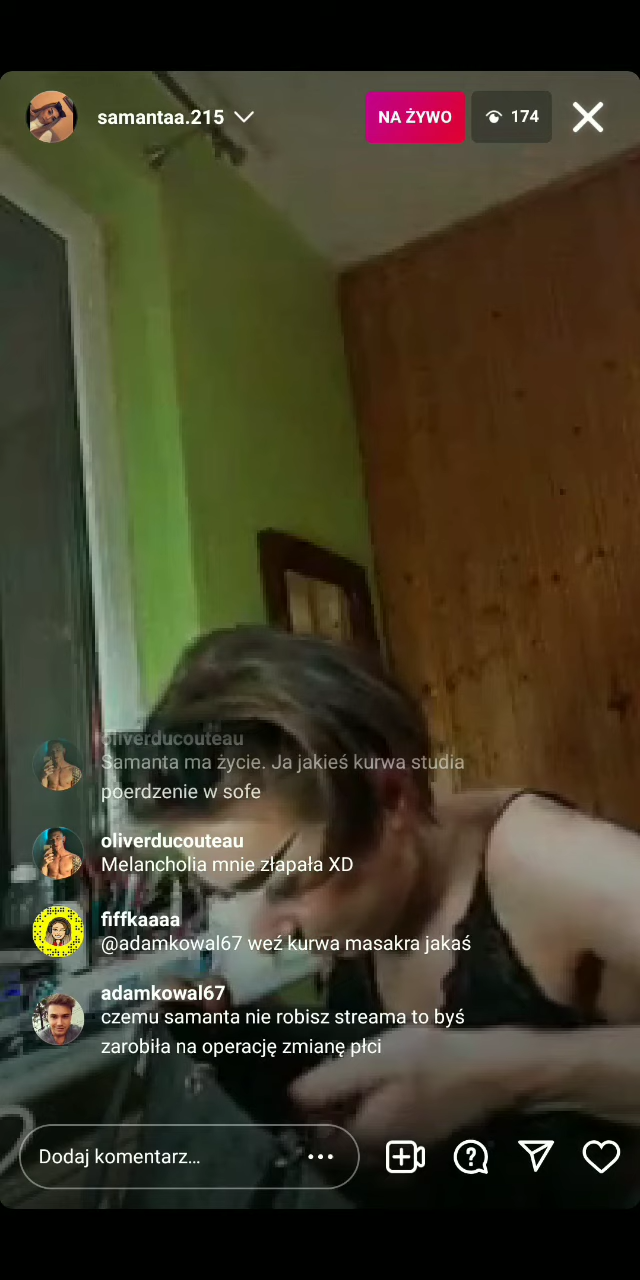 samantaa.215
NA ŻYWO
174
oliverducouteau
Samanta ma życie. Ja jakieś kurwa studia
poerdzenie w sofe
oliverducouteau
Melancholia mnie złapała XD
fiffkaaaa
@adamkowal67 weź kurwa masakra jakaś
adamkowal67
czemu samanta nie robisz streama to byś
zarobiła na operację zmianę płci
Dodaj komentarz...